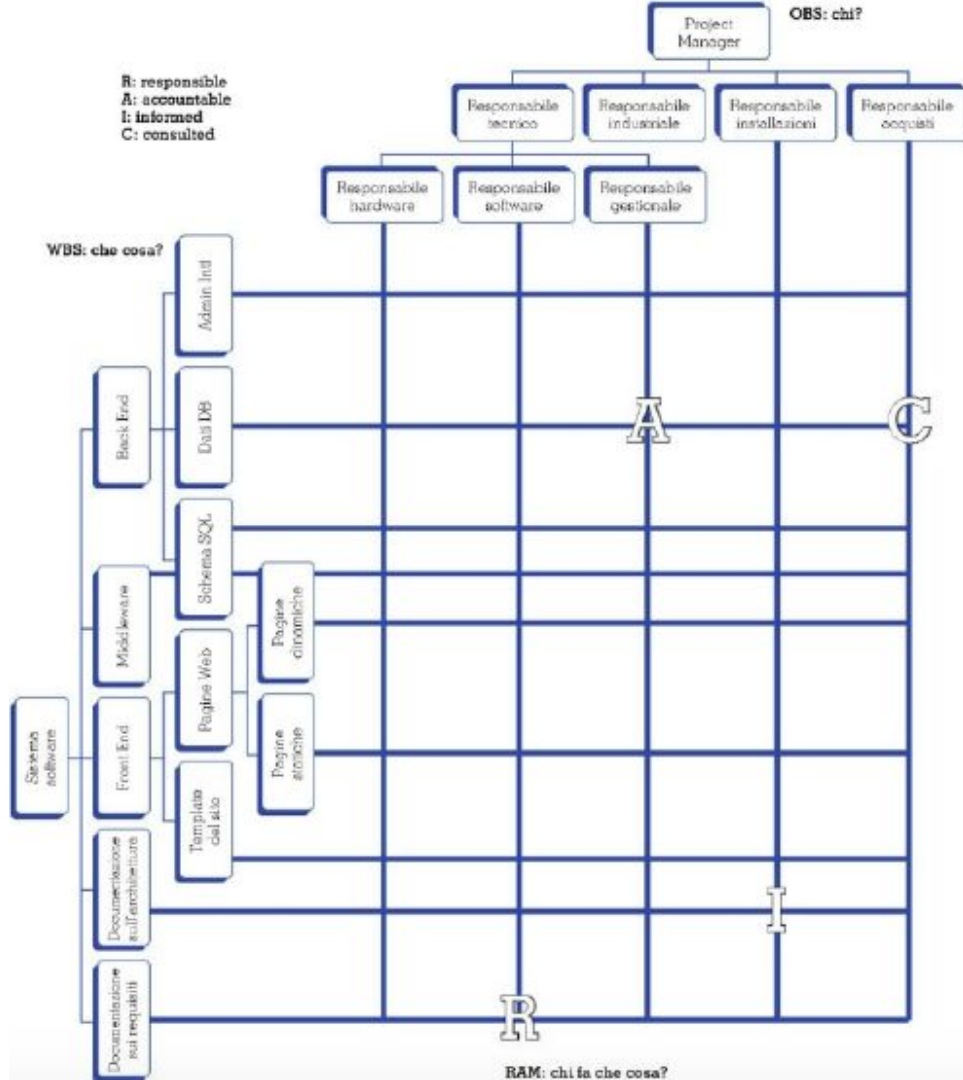 OBS: chi?
Project
Manager
R: responsible
A: accountable
I: informed
C: consulted
Responsabile
tecnico
Responsabile
industriale
Responsabile
installazioni
Responsabile
acquisti
Responsabile
hardware
Responsabile
software
Responsabile
gestionale
WBS: che cosa?
Admin Intf
Back End
Dati DB
A
C
Schema SQL
Middleware
Pagine
dinamiche
Pagine Web
Sistema
software
Front End
Pagine
statiche
Template
del sito
Documentazione
sull'architettura
I
Documentazione
sui requisiti
R
RAM: chi fa che cosa?